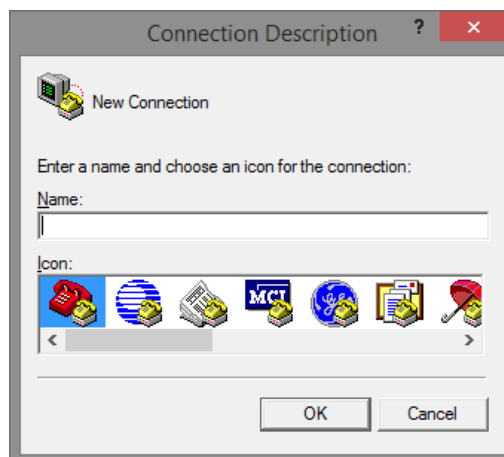 Connection Description
?
New Connection
Enter a name and choose an icon for the connection:
Name:
Icon:
MCI
OK
Cancel